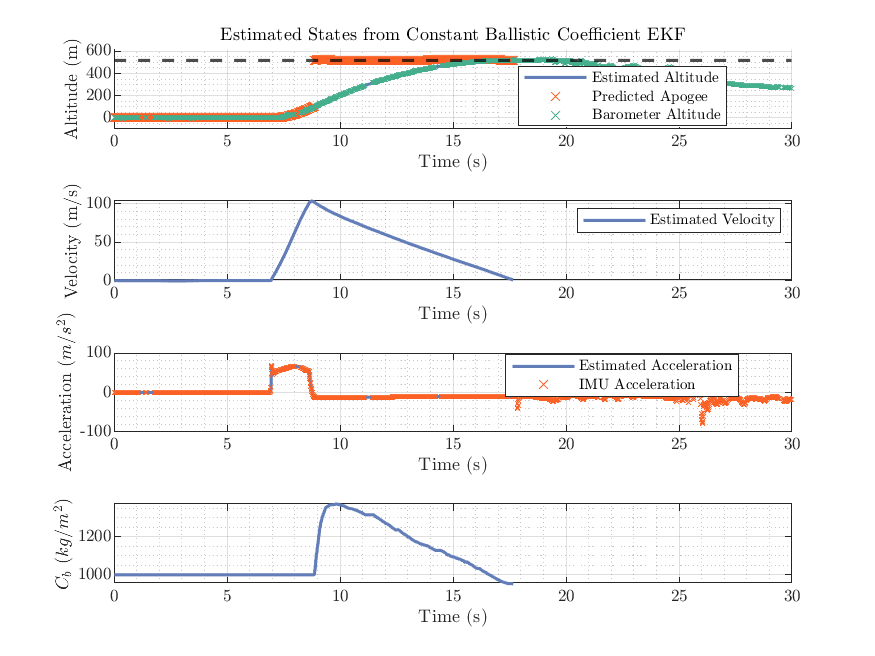 Estimated States from Constant Ballistic Coefficient EKF
600
400
200
0
Altitude (m)
Estimated Altitude
Predicted Apogee
Barometer Altitude
0 5 10 15 20 25 30
Time (s)
100
50
0
Velocity (m/s)
Estimated Velocity
0 5 10 15 20 25 30
Time (s)
100
0
-100
Acceleration (m/s²)
Estimated Acceleration
IMU Acceleration
0 5 10 15 20 25 30
Time (s)
1200
1000
C_b (kg/m²)
0 5 10 15 20 25 30
Time (s)